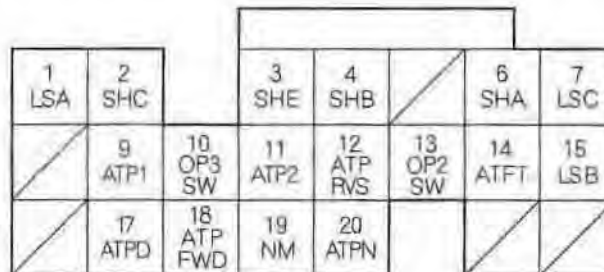 1 2 3 4 6 7
LSA SHC SHE SHB SHA LSC
9 10 11 12 13 14 15
ATP1 OP3 SW ATP2 ATP RVS OP2 SW ATFT LSB
17 18 19 20
ATPD ATP FWD NM ATPN